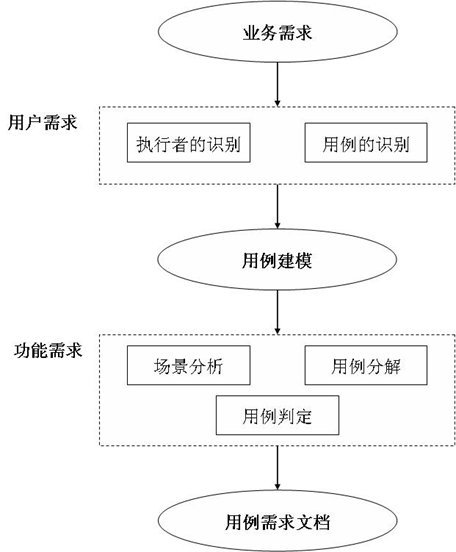 业务需求
用户需求
执行者的识别
用例的识别
用例建模
功能需求
场景分析
用例分解
用例判定
用例需求文档